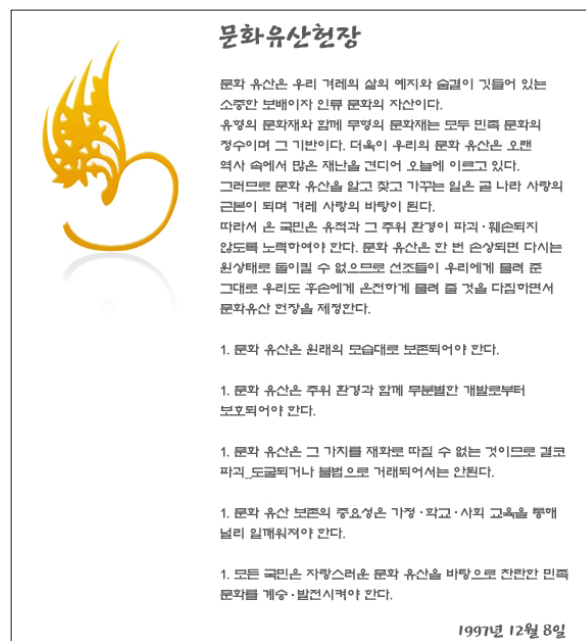 문화유산헌장
문화 유산은 우리 겨레의 삶의 예지와 숨결이 깃들어 있는
소중한 보배이자 인류 문화의 자산이다.
유형의 문화재와 함께 무형의 문화재는 모두 민족 문화의
정수이며 그 기반이다. 더욱이 우리의 문화 유산은 오랜
역사 속에서 많은 재난을 견디어 오늘에 이르고 있다.
그러므로 문화 유산을 알고 찾고 가꾸는 일은 곧 나라 사랑의
근본이 되며 겨레 사랑의 바탕이 된다.
따라서 온 국민은 유적과 그 주위 환경이 파괴·훼손되지
않도록 노력하여야 한다. 문화 유산은 한 번 손상되면 다시는
원상태로 돌이킬 수 없으므로 선조들이 우리에게 물려 준
그대로 우리도 후손에게 온전하게 물려 줄 것을 다짐하면서
문화유산 헌장을 제정한다.
1. 문화 유산은 원래의 모습대로 보존되어야 한다.
1. 문화 유산은 주위 환경과 함께 무분별한 개발로부터
보호되어야 한다.
1. 문화 유산은 그 가치를 재화로 따질 수 없는 것이므로 결코
파괴_도굴되거나 불법으로 거래되어서는 안된다.
1. 문화 유산 보존의 중요성은 가정·학교·사회 교육을 통해
널리 일깨워져야 한다.
1. 모든 국민은 자랑스러운 문화 유산을 바탕으로 찬란한 민족
문화를 계승·발전시켜야 한다.
1997년 12월 8일